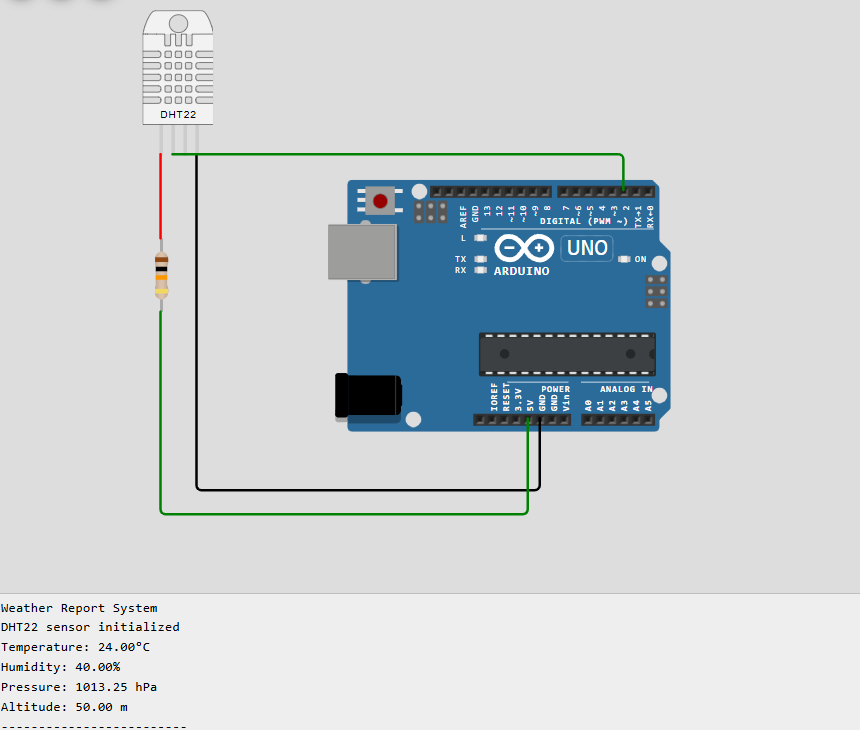 DHT22
AREF
GND
13
12
~11
~10
~9
8
7
~6
~5
4
~3
2
TX→1
RX←0
DIGITAL (PWM ~)
L
TX
RX
UNO
ARDUINO
ON
IOREF
RESET
3.3V
5V
GND
GND
Vin
POWER
ANALOG IN
A0
A1
A2
A3
A4
A5
Weather Report System
DHT22 sensor initialized
Temperature: 24.00°C
Humidity: 40.00%
Pressure: 1013.25 hPa
Altitude: 50.00 m
-------------------------